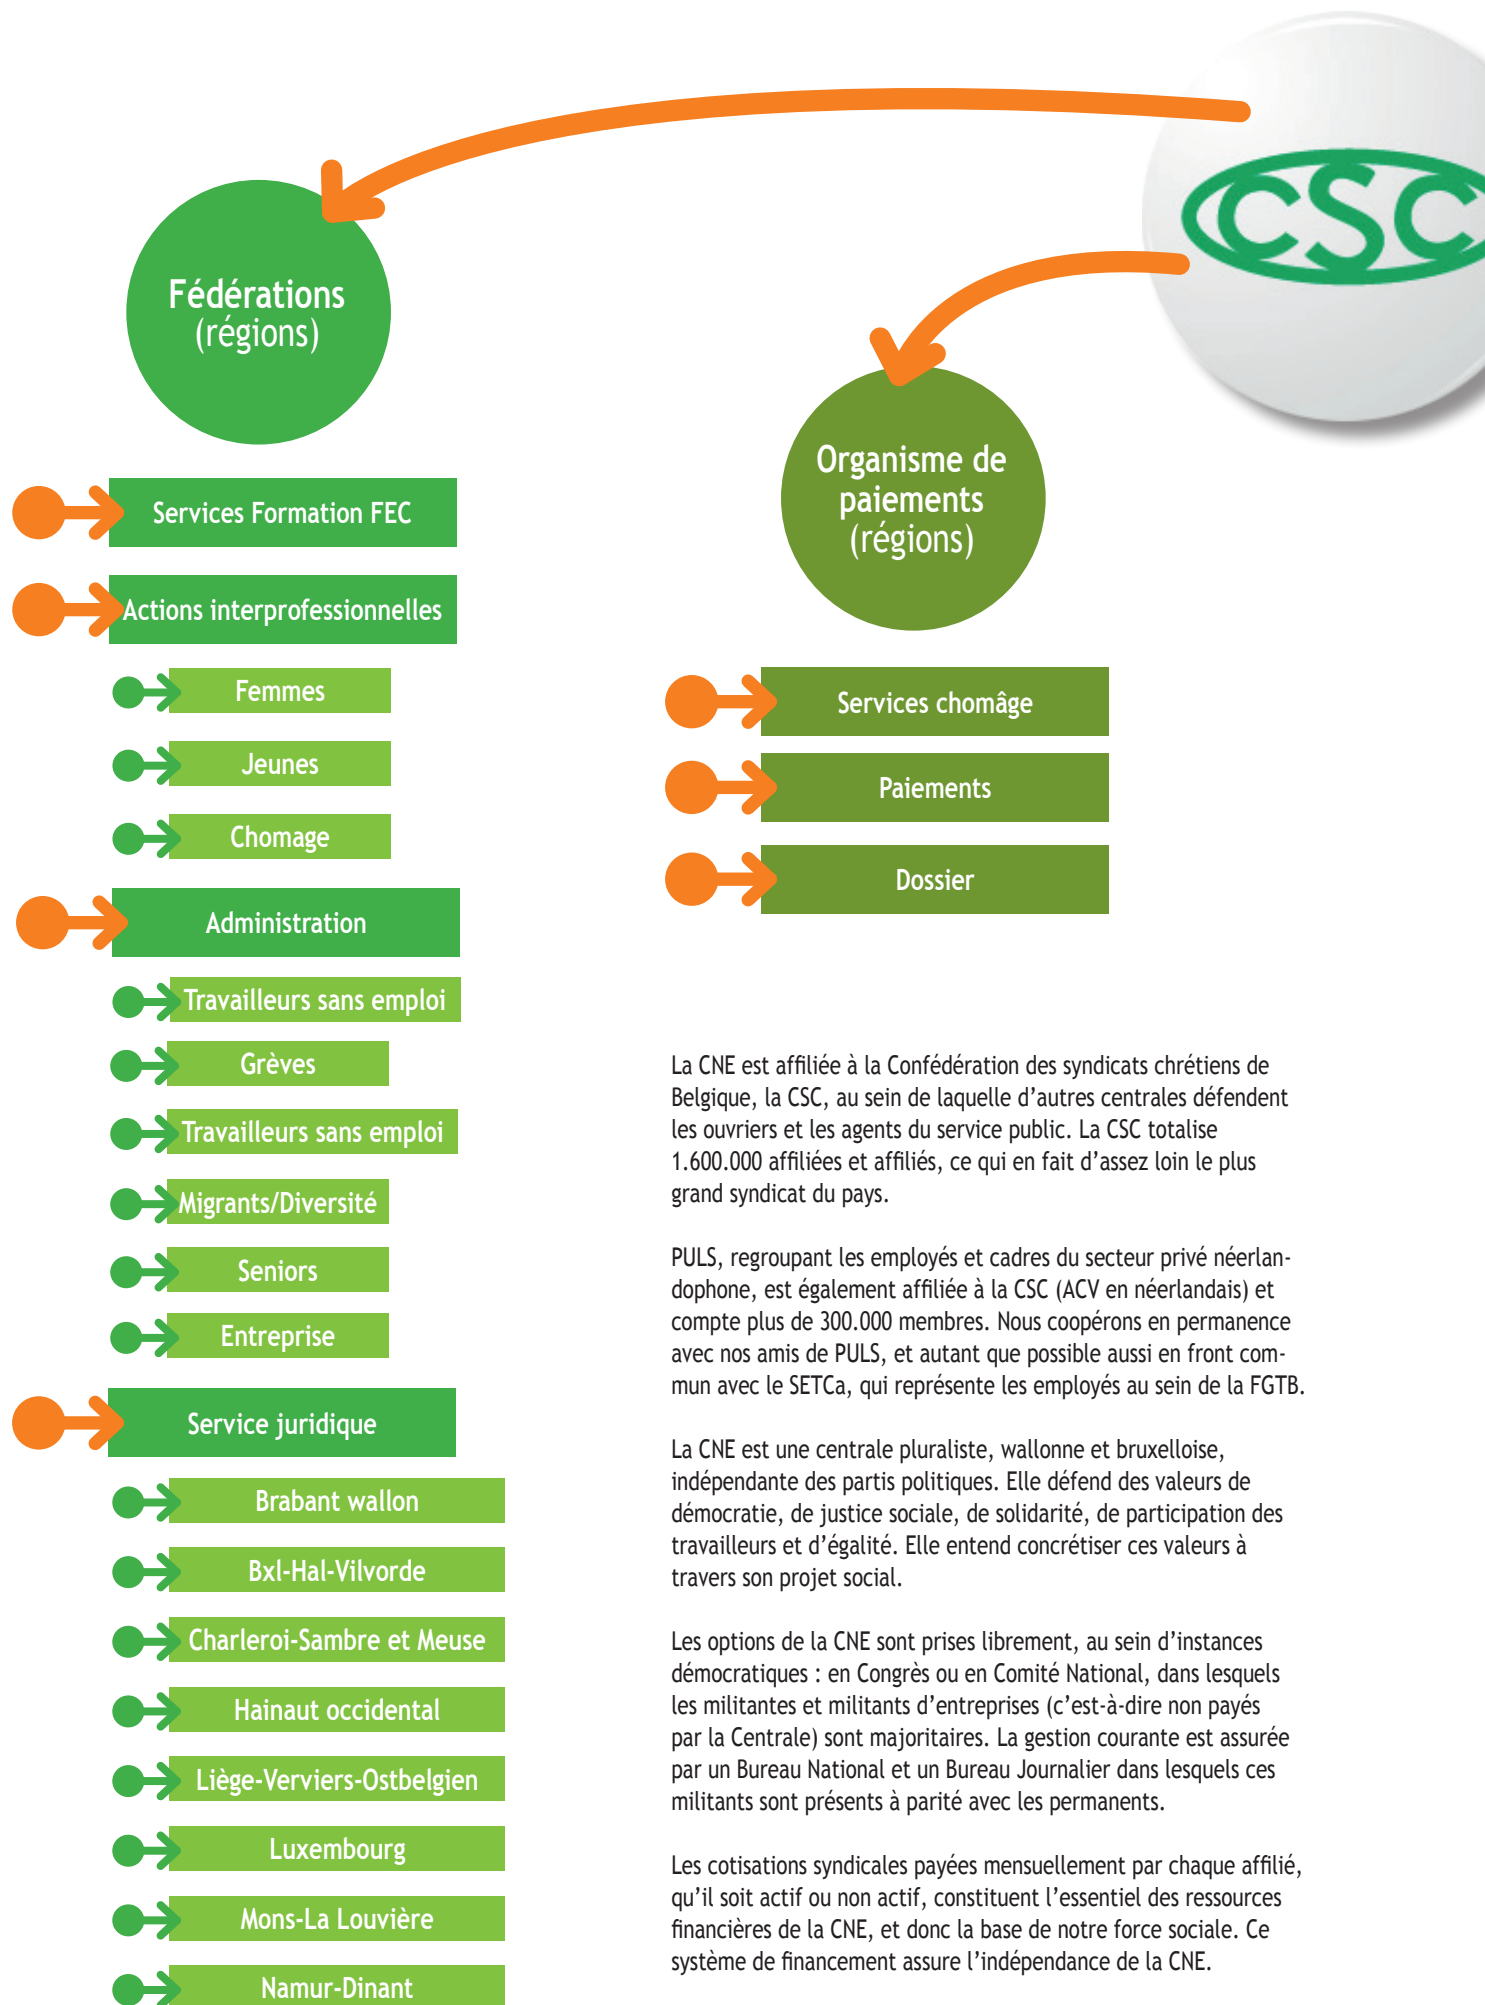 CSC
Fédérations
(régions)
Services Formation FEC
Actions interprofessionnelles
Femmes
Jeunes
Chomage
Administration
Travailleurs sans emploi
Grèves
Travailleurs sans emploi
Migrants/Diversité
Seniors
Entreprise
Service juridique
Brabant wallon
Bxl-Hal-Vilvorde
Charleroi-Sambre et Meuse
Hainaut occidental
Liège-Verviers-Ostbelgien
Luxembourg
Mons-La Louvière
Namur-Dinant
Organisme de
paiements
(régions)
Services chomâge
Paiements
Dossier
La CNE est affiliée à la Confédération des syndicats chrétiens de
Belgique, la CSC, au sein de laquelle d’autres centrales défendent
les ouvriers et les agents du service public. La CSC totalise
1.600.000 affiliées et affiliés, ce qui en fait d’assez loin le plus
grand syndicat du pays.
PULS, regroupant les employés et cadres du secteur privé néerlan-
dophone, est également affiliée à la CSC (ACV en néerlandais) et
compte plus de 300.000 membres. Nous coopérons en permanence
avec nos amis de PULS, et autant que possible aussi en front com-
mun avec le SETCa, qui représente les employés au sein de la FGTB.
La CNE est une centrale pluraliste, wallonne et bruxelloise,
indépendante des partis politiques. Elle défend des valeurs de
démocratie, de justice sociale, de solidarité, de participation des
travailleurs et d’égalité. Elle entend concrétiser ces valeurs à
travers son projet social.
Les options de la CNE sont prises librement, au sein d’instances
démocratiques : en Congrès ou en Comité National, dans lesquels
les militantes et militants d’entreprises (c’est-à-dire non payés
par la Centrale) sont majoritaires. La gestion courante est assurée
par un Bureau National et un Bureau Journalier dans lesquels ces
militants sont présents à parité avec les permanents.
Les cotisations syndicales payées mensuellement par chaque affilié,
qu’il soit actif ou non actif, constituent l’essentiel des ressources
financières de la CNE, et donc la base de notre force sociale. Ce
système de financement assure l’indépendance de la CNE.